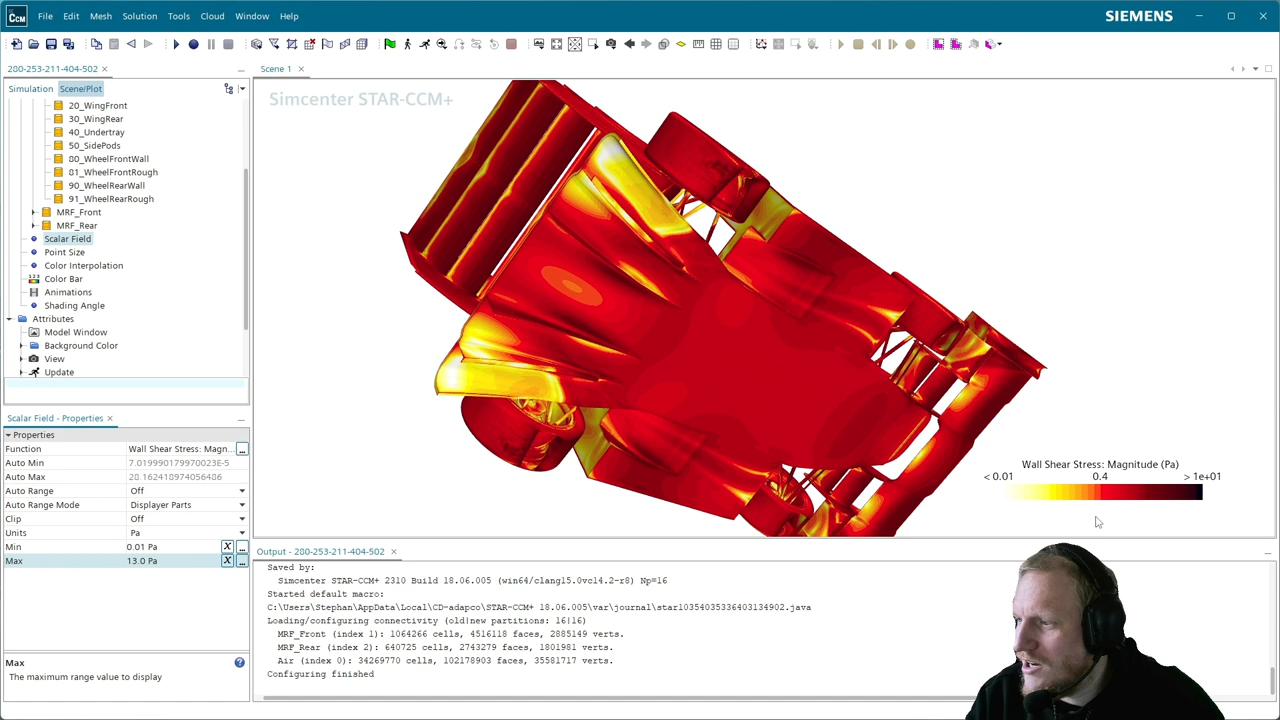 CCM File Edit Mesh Solution Tools Cloud Window Help SIEMENS
280-253-211-404-502
Scene 1
Simulation Scene/Plot
20_WingFront
30_WingRear
40_Undertray
50_SidePods
80_WheelFrontWall
81_WheelFrontRough
90_WheelRearWall
91_WheelRearRough
MRF_Front
MRF_Rear
Scalar Field
Point Size
Color Interpolation
Color Bar
Animations
Shading Angle
Attributes
Model Window
Background Color
View
Update
Simcenter STAR-CCM+
Wall Shear Stress: Magnitude (Pa)
< 0.01 0.4 > 1e+01
Scalar Field - Properties
Properties
Function Wall Shear Stress: Magn... ...
Auto Min 7.019990179970023E-5
Auto Max 28.162418974056486
Auto Range Off
Auto Range Mode Displayer Parts
Clip Off
Units Pa
Min 0.01 Pa X ...
Max 13.0 Pa X ...
Max
The maximum range value to display
Output - 280-253-211-404-502
Saved by:
Simcenter STAR-CCM+ 2310 Build 18.06.005 (win64/clang15.0vc14.2-r8) Np=16
Started default macro:
C:\Users\Stephan\AppData\Local\CD-adapco\STAR-CCM+ 18.06.005\var\journal\star10354035336403134902.java
Loading/configuring connectivity (old|new partitions: 16|16)
MRF_Front (index 1): 1064266 cells, 4516118 faces, 2885149 verts.
MRF_Rear (index 2): 640725 cells, 2743279 faces, 1801981 verts.
Air (index 0): 34269770 cells, 102178903 faces, 35581717 verts.
Configuring finished